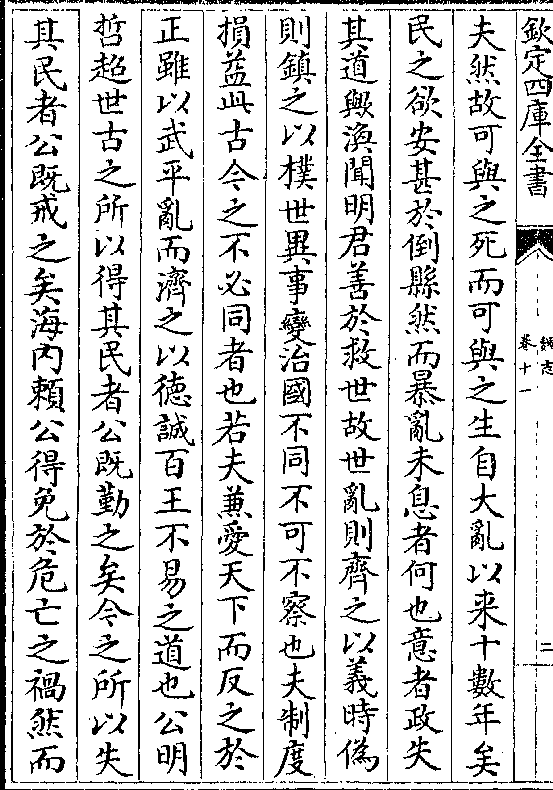 欽定四庫全書
魏志
卷十一
二
夫然故可與之死而可與之生自大亂以来十數年矣
民之欲安甚於倒縣然而暴亂未息者何也意者政失
其道歟渙聞明君善於救世故世亂則齊之以義時偽
則鎮之以樸世異事變治國不同不可不察也夫制度
損益此古今之不必同者也若夫兼愛天下而反之於
正雖以武平亂而濟之以徳誠百王不易之道也公明
哲超世古之所以得其民者公既勤之矣今之所以失
其民者公既戒之矣海内賴公得免於危亡之禍然而